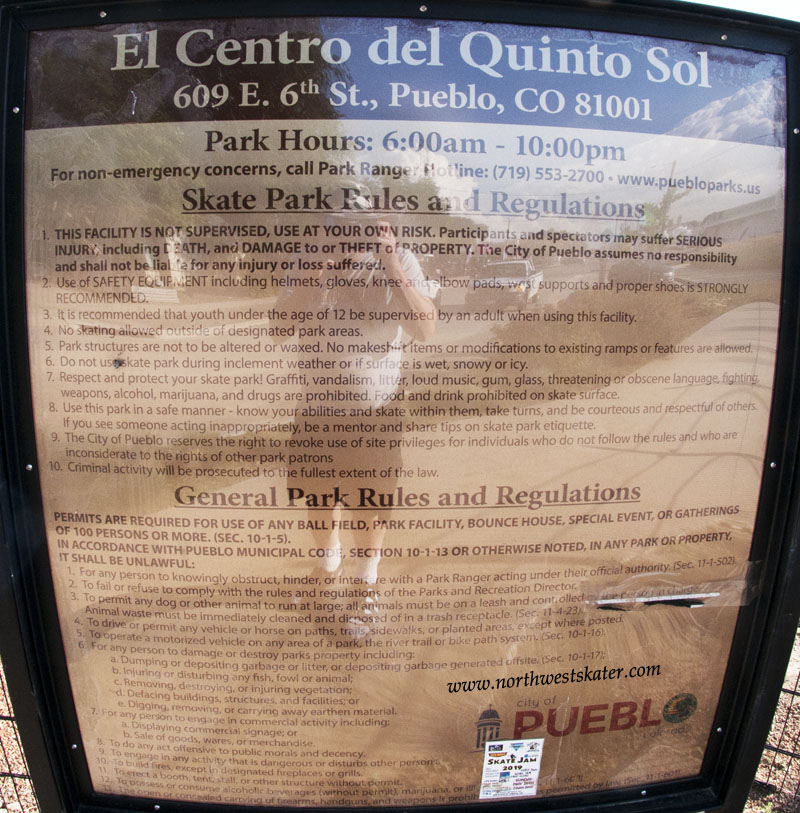 El Centro del Quinto Sol
609 E. 6th St., Pueblo, CO 81001
Park Hours: 6:00am - 10:00pm
For non-emergency concerns, call Park Ranger Hotline: (719) 553-2700 • www.puebloparks.us
Skate Park Rules and Regulations
1. THIS FACILITY IS NOT SUPERVISED, USE AT YOUR OWN RISK. Participants and spectators may suffer SERIOUS
INJURY, including DEATH, and DAMAGE to or THEFT of PROPERTY. The City of Pueblo assumes no responsibility
and shall not be liable for any injury or loss suffered.
2. Use of SAFETY EQUIPMENT including helmets, gloves, knee and elbow pads, wrist supports and proper shoes is STRONGLY
RECOMMENDED.
3. It is recommended that youth under the age of 12 be supervised by an adult when using this facility.
4. No skating allowed outside of designated park areas.
5. Park structures are not to be altered or waxed. No makeshift items or modifications to existing ramps or features are allowed.
6. Do not use skate park during inclement weather or if surface is wet, snowy or icy.
7. Respect and protect your skate park! Graffiti, vandalism, litter, loud music, gum, glass, threatening or obscene language, fighting,
weapons, alcohol, marijuana, and drugs are prohibited. Food and drink prohibited on skate surface.
8. Use this park in a safe manner - know your abilities and skate within them, take turns, and be courteous and respectful of others.
If you see someone acting inappropriately, be a mentor and share tips on skate park etiquette.
9. The City of Pueblo reserves the right to revoke use of site privileges for individuals who do not follow the rules and who are
inconsiderate to the rights of other park patrons
10. Criminal activity will be prosecuted to the fullest extent of the law.
General Park Rules and Regulations
PERMITS ARE REQUIRED FOR USE OF ANY BALL FIELD, PARK FACILITY, BOUNCE HOUSE, SPECIAL EVENT, OR GATHERINGS
OF 100 PERSONS OR MORE. (SEC. 10-1-5).
IN ACCORDANCE WITH PUEBLO MUNICIPAL CODE, SECTION 10-1-13 OR OTHERWISE NOTED, IN ANY PARK OR PROPERTY,
IT SHALL BE UNLAWFUL:
1. For any person to knowingly obstruct, hinder, or interfere with a Park Ranger acting under their official authority. (Sec. 11-1-502)
2. To fail or refuse to comply with the rules and regulations of the Parks and Recreation Director.
3. To permit any dog or other animal to run at large; all animals must be on a leash and controlled by the person in charge.
Animal waste must be immediately cleaned and disposed of in a trash receptacle. (Sec. 11-4-23)
4. To drive or permit any vehicle or horse on paths, trails, sidewalks, or planted areas, except where posted.
5. To operate a motorized vehicle on any area of a park, the river trail or bike path system. (Sec. 10-1-16).
6. For any person to damage or destroy parks property including:
a. Dumping or depositing garbage or litter, or depositing garbage generated offsite. (Sec. 10-1-17);
b. Injuring or disturbing any fish, fowl or animal;
c. Removing, destroying, or injuring vegetation;
d. Defacing buildings, structures, and facilities; or
e. Digging, removing, or carrying away earthen material.
7. For any person to engage in commercial activity including:
a. Displaying commercial signage; or
b. Sale of goods, wares, or merchandise.
8. To do any act offensive to public morals and decency.
9. To engage in any activity that is dangerous or disturbs other persons.
10. To build fires, except in designated fireplaces or grills.
11. To erect a booth, tent, stall, or other structure without permit.
12. To possess or consume alcoholic beverages (without permit), marijuana, or
open or concealed carrying of firearms, handguns, and weapons
www.northwestskater.com
city of
PUEBLO
SKATE JAM
2019